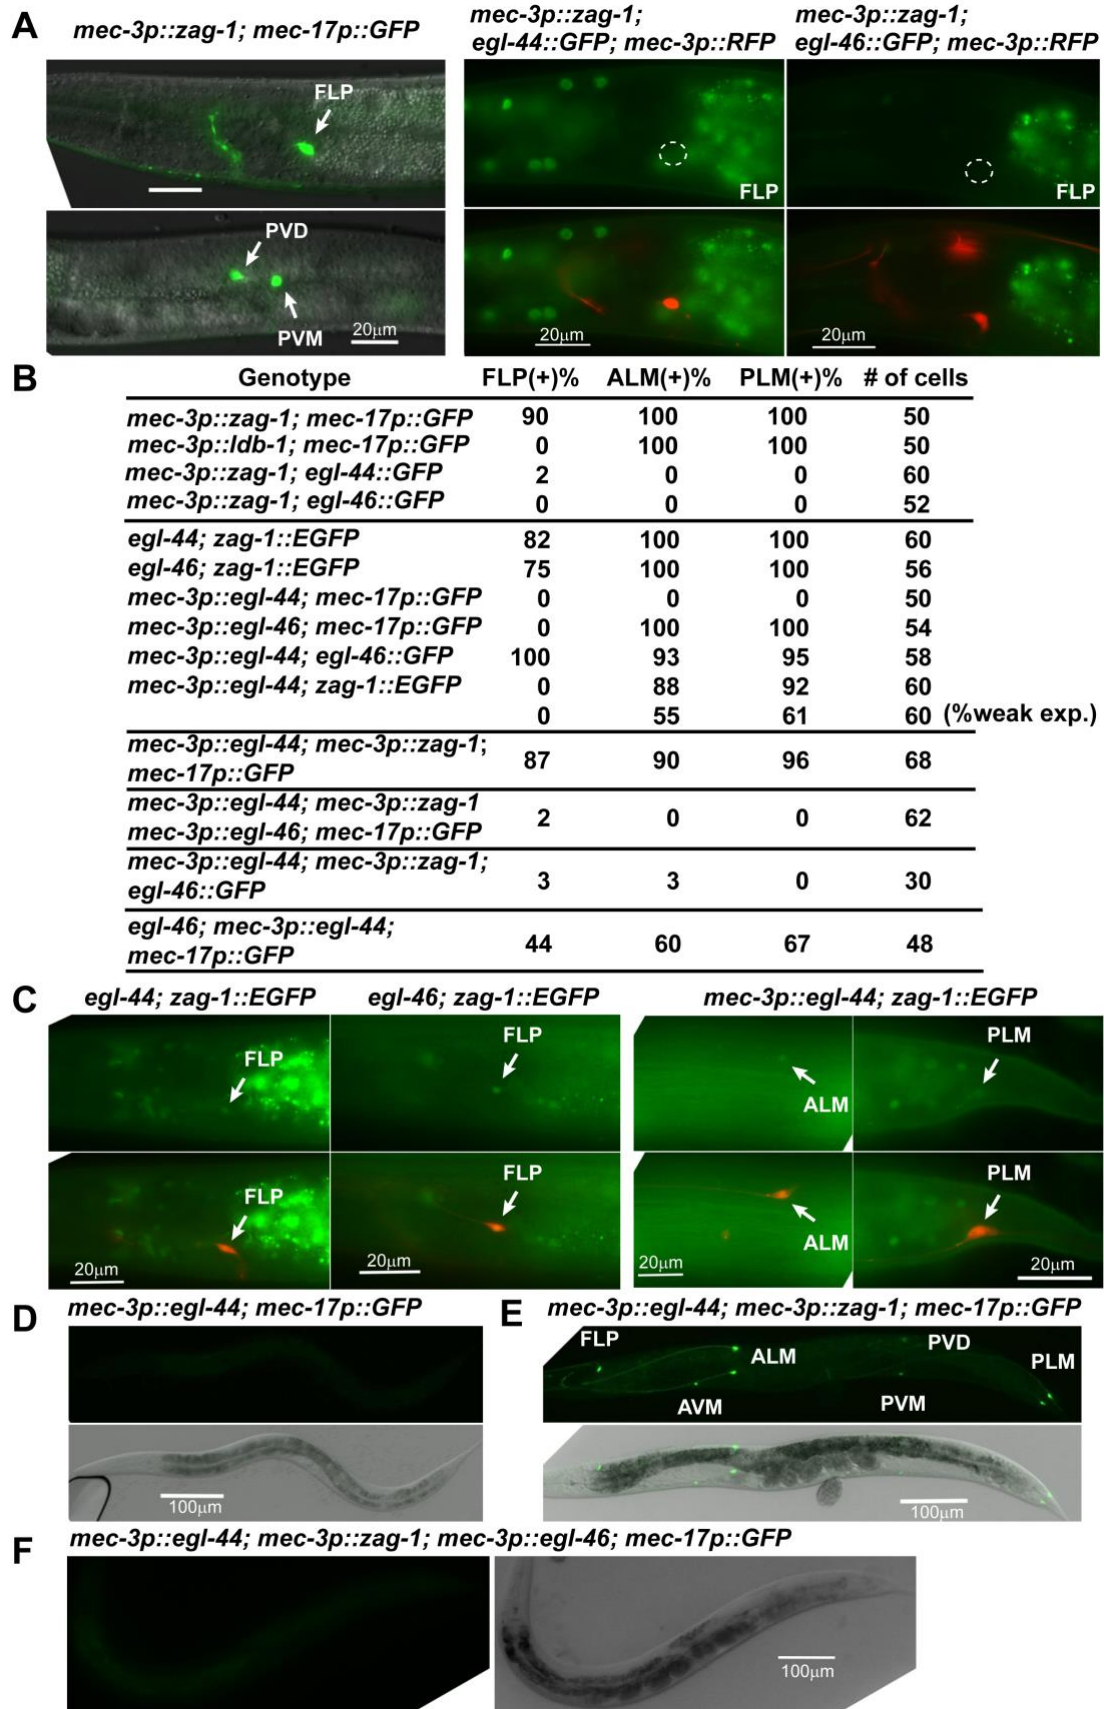 A
mec-3p::zag-1; mec-17p::GFP
mec-3p::zag-1;
egl-44::GFP; mec-3p::RFP
mec-3p::zag-1;
egl-46::GFP; mec-3p::RFP
FLP
FLP
FLP
PVD
PVM
20μm
20μm
20μm
B
Genotype FLP(+)% ALM(+)% PLM(+)% # of cells
mec-3p::zag-1; mec-17p::GFP 90 100 100 50
mec-3p::ldb-1; mec-17p::GFP 0 100 100 50
mec-3p::zag-1; egl-44::GFP 2 0 0 60
mec-3p::zag-1; egl-46::GFP 0 0 0 52
egl-44; zag-1::EGFP 82 100 100 60
egl-46; zag-1::EGFP 75 100 100 56
mec-3p::egl-44; mec-17p::GFP 0 0 0 50
mec-3p::egl-46; mec-17p::GFP 0 100 100 54
mec-3p::egl-44; egl-46::GFP 100 93 95 58
mec-3p::egl-44; zag-1::EGFP 0 88 92 60
0 55 61 60 (%weak exp.)
mec-3p::egl-44; mec-3p::zag-1;
mec-17p::GFP 87 90 96 68
mec-3p::egl-44; mec-3p::zag-1
mec-3p::egl-46; mec-17p::GFP 2 0 0 62
mec-3p::egl-44; mec-3p::zag-1;
egl-46::GFP 3 3 0 30
egl-46; mec-3p::egl-44;
mec-17p::GFP 44 60 67 48
C
egl-44; zag-1::EGFP
egl-46; zag-1::EGFP
mec-3p::egl-44; zag-1::EGFP
FLP
FLP
ALM
PLM
FLP
FLP
ALM
PLM
20μm
20μm
20μm
20μm
D
mec-3p::egl-44; mec-17p::GFP
100μm
E
mec-3p::egl-44; mec-3p::zag-1; mec-17p::GFP
FLP
ALM
PVD
PLM
AVM
PVM
100μm
F
mec-3p::egl-44; mec-3p::zag-1; mec-3p::egl-46; mec-17p::GFP
100μm